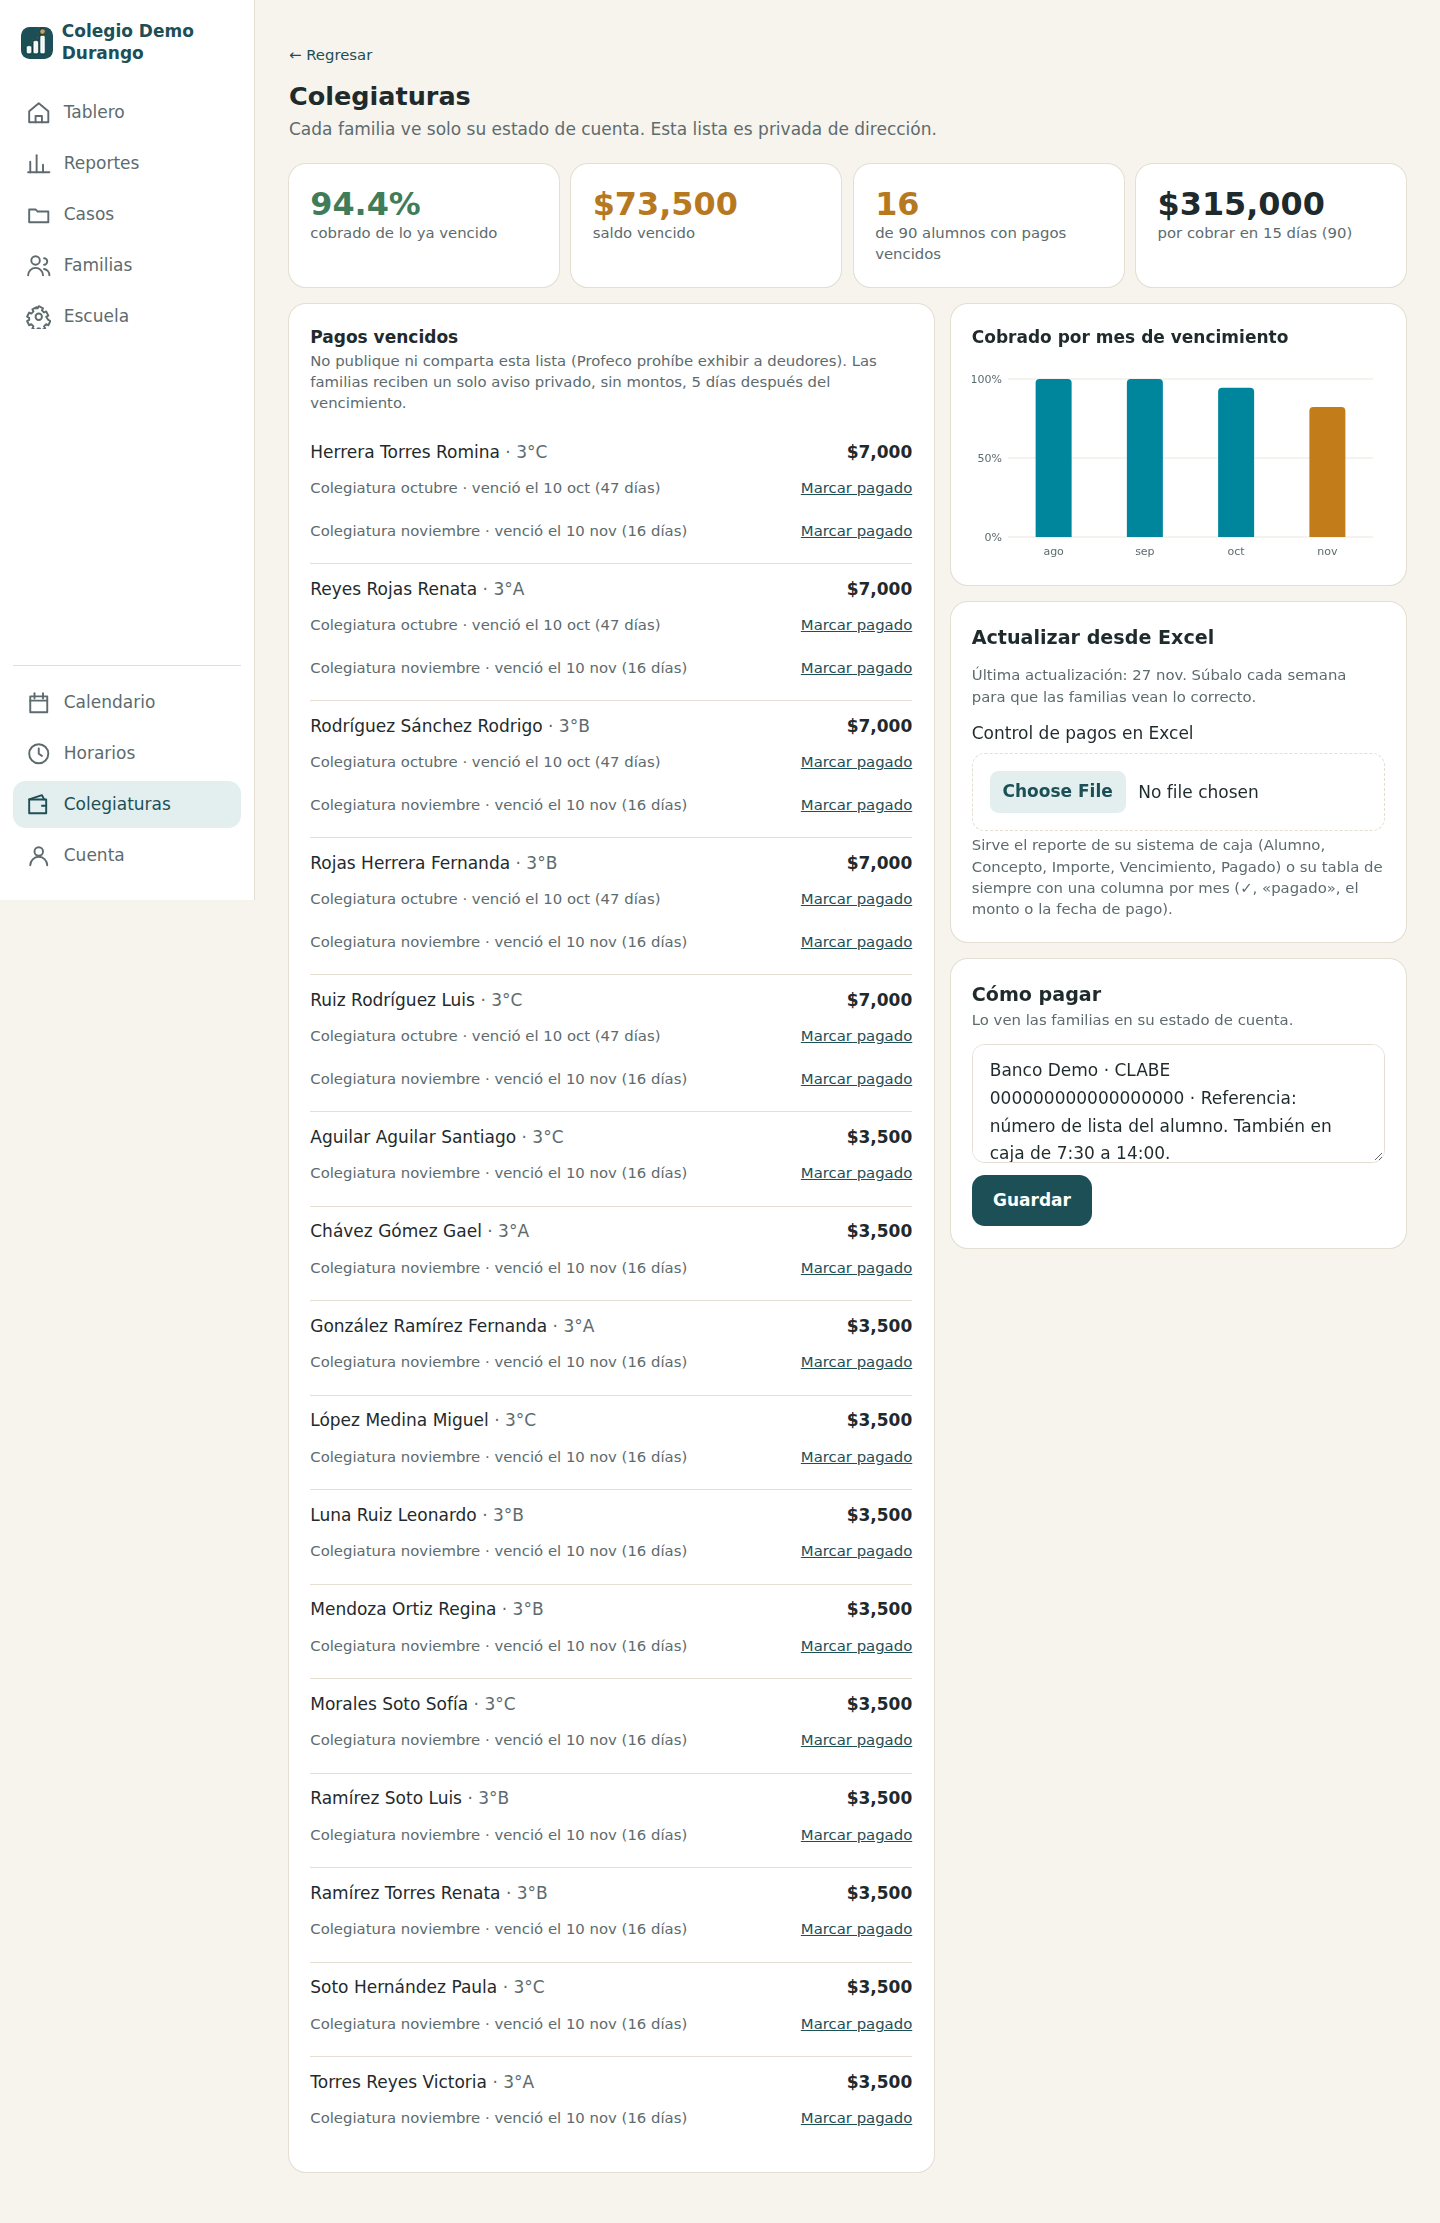 Colegio Demo
Durango
Tablero
Reportes
Casos
Familias
Escuela
Calendario
Horarios
Colegiaturas
Cuenta
← Regresar
Colegiaturas
Cada familia ve solo su estado de cuenta. Esta lista es privada de dirección.
94.4%
cobrado de lo ya vencido
$73,500
saldo vencido
16
de 90 alumnos con pagos
vencidos
$315,000
por cobrar en 15 días (90)
Pagos vencidos
No publique ni comparta esta lista (Profeco prohíbe exhibir a deudores). Las
familias reciben un solo aviso privado, sin montos, 5 días después del
vencimiento.
Herrera Torres Romina · 3°C $7,000
Colegiatura octubre · venció el 10 oct (47 días) Marcar pagado
Colegiatura noviembre · venció el 10 nov (16 días) Marcar pagado
Reyes Rojas Renata · 3°A $7,000
Colegiatura octubre · venció el 10 oct (47 días) Marcar pagado
Colegiatura noviembre · venció el 10 nov (16 días) Marcar pagado
Rodríguez Sánchez Rodrigo · 3°B $7,000
Colegiatura octubre · venció el 10 oct (47 días) Marcar pagado
Colegiatura noviembre · venció el 10 nov (16 días) Marcar pagado
Rojas Herrera Fernanda · 3°B $7,000
Colegiatura octubre · venció el 10 oct (47 días) Marcar pagado
Colegiatura noviembre · venció el 10 nov (16 días) Marcar pagado
Ruiz Rodríguez Luis · 3°C $7,000
Colegiatura octubre · venció el 10 oct (47 días) Marcar pagado
Colegiatura noviembre · venció el 10 nov (16 días) Marcar pagado
Aguilar Aguilar Santiago · 3°C $3,500
Colegiatura noviembre · venció el 10 nov (16 días) Marcar pagado
Chávez Gómez Gael · 3°A $3,500
Colegiatura noviembre · venció el 10 nov (16 días) Marcar pagado
González Ramírez Fernanda · 3°A $3,500
Colegiatura noviembre · venció el 10 nov (16 días) Marcar pagado
López Medina Miguel · 3°C $3,500
Colegiatura noviembre · venció el 10 nov (16 días) Marcar pagado
Luna Ruiz Leonardo · 3°B $3,500
Colegiatura noviembre · venció el 10 nov (16 días) Marcar pagado
Mendoza Ortiz Regina · 3°B $3,500
Colegiatura noviembre · venció el 10 nov (16 días) Marcar pagado
Morales Soto Sofía · 3°C $3,500
Colegiatura noviembre · venció el 10 nov (16 días) Marcar pagado
Ramírez Soto Luis · 3°B $3,500
Colegiatura noviembre · venció el 10 nov (16 días) Marcar pagado
Ramírez Torres Renata · 3°B $3,500
Colegiatura noviembre · venció el 10 nov (16 días) Marcar pagado
Soto Hernández Paula · 3°C $3,500
Colegiatura noviembre · venció el 10 nov (16 días) Marcar pagado
Torres Reyes Victoria · 3°A $3,500
Colegiatura noviembre · venció el 10 nov (16 días) Marcar pagado
Cobrado por mes de vencimiento
100%
50%
0%
ago sep oct nov
Actualizar desde Excel
Última actualización: 27 nov. Súbalo cada semana
para que las familias vean lo correcto.
Control de pagos en Excel
Choose File No file chosen
Sirve el reporte de su sistema de caja (Alumno,
Concepto, Importe, Vencimiento, Pagado) o su tabla de
siempre con una columna por mes (✓, «pagado», el
monto o la fecha de pago).
Cómo pagar
Lo ven las familias en su estado de cuenta.
Banco Demo · CLABE
000000000000000000 · Referencia:
número de lista del alumno. También en
caja de 7:30 a 14:00.
Guardar